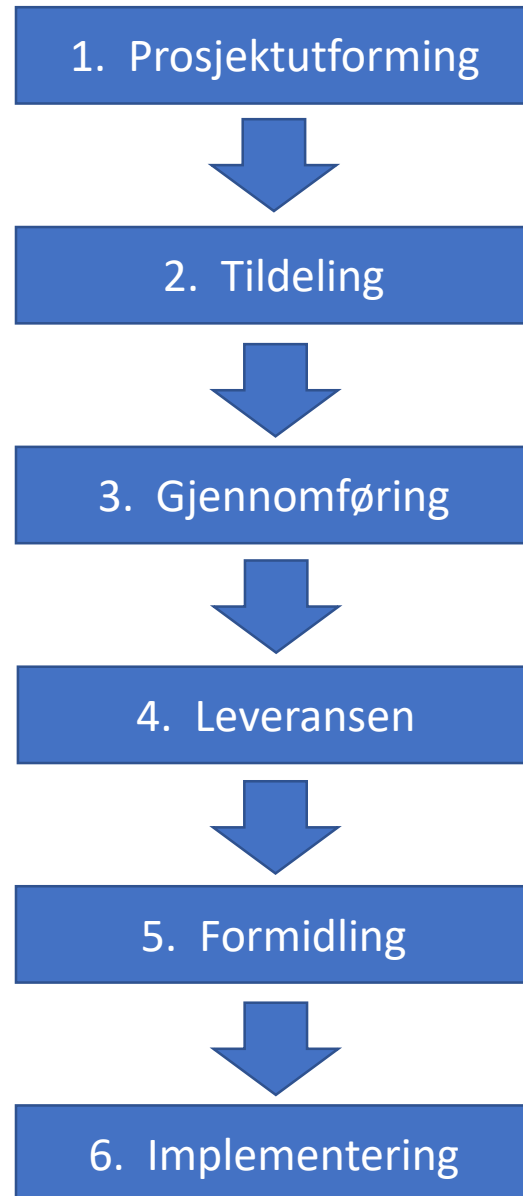 1. Prosjektutforming
2. Tildeling
3. Gjennomføring
4. Leveransen
5. Formidling
6. Implementering